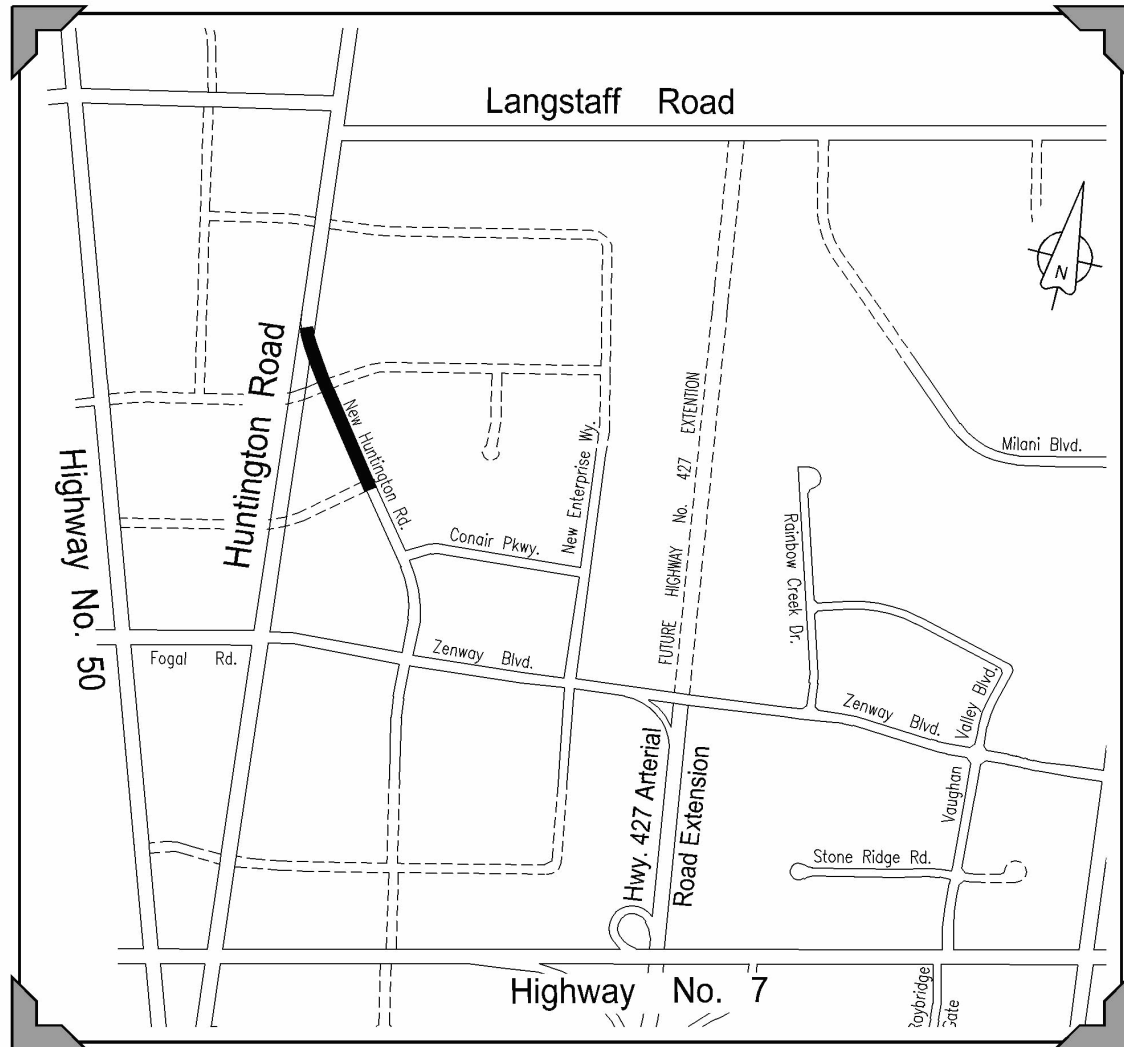 Langstaff Road
N
Huntington Road
New Huntington Rd.
Milani Blvd.
FUTURE HIGHWAY No. 427 EXTENTION
New Enterprise Wy.
Highway No. 50
Conair Pkwy.
Rainbow Creek Dr.
Fogal Rd.
Zenway Blvd.
Zenway Blvd.
Valley Blvd.
Vaughan
Hwy. 427 Arterial
Road Extension
Stone Ridge Rd.
Highway No. 7
Roybridge
Gate